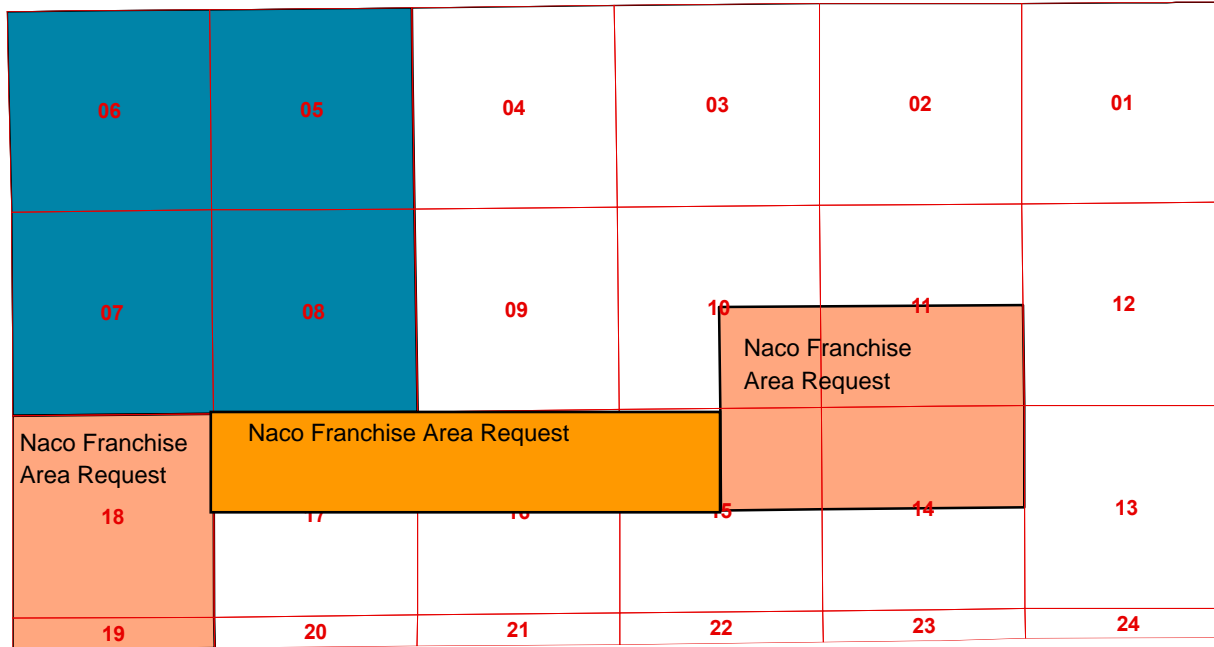 06 05 04 03 02 01
07 08 09 10 11 12
Naco Franchise
Area Request
Naco Franchise
Area Request
Naco Franchise Area Request
18 17 16 15 14 13
19 20 21 22 23 24